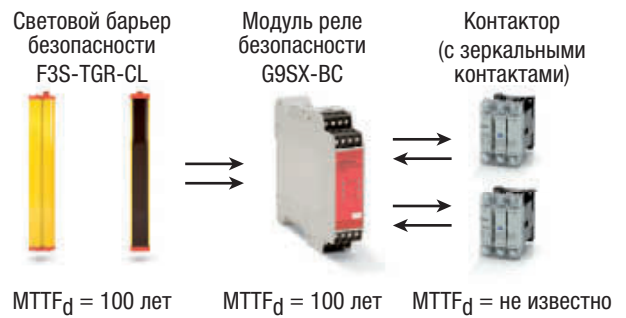 Световой барьер
безопасности
F3S-TGR-CL
Модуль реле
безопасности
G9SX-BC
Контактор
(с зеркальными
контактами)
MTTFd = 100 лет
MTTFd = 100 лет
MTTFd = не известно